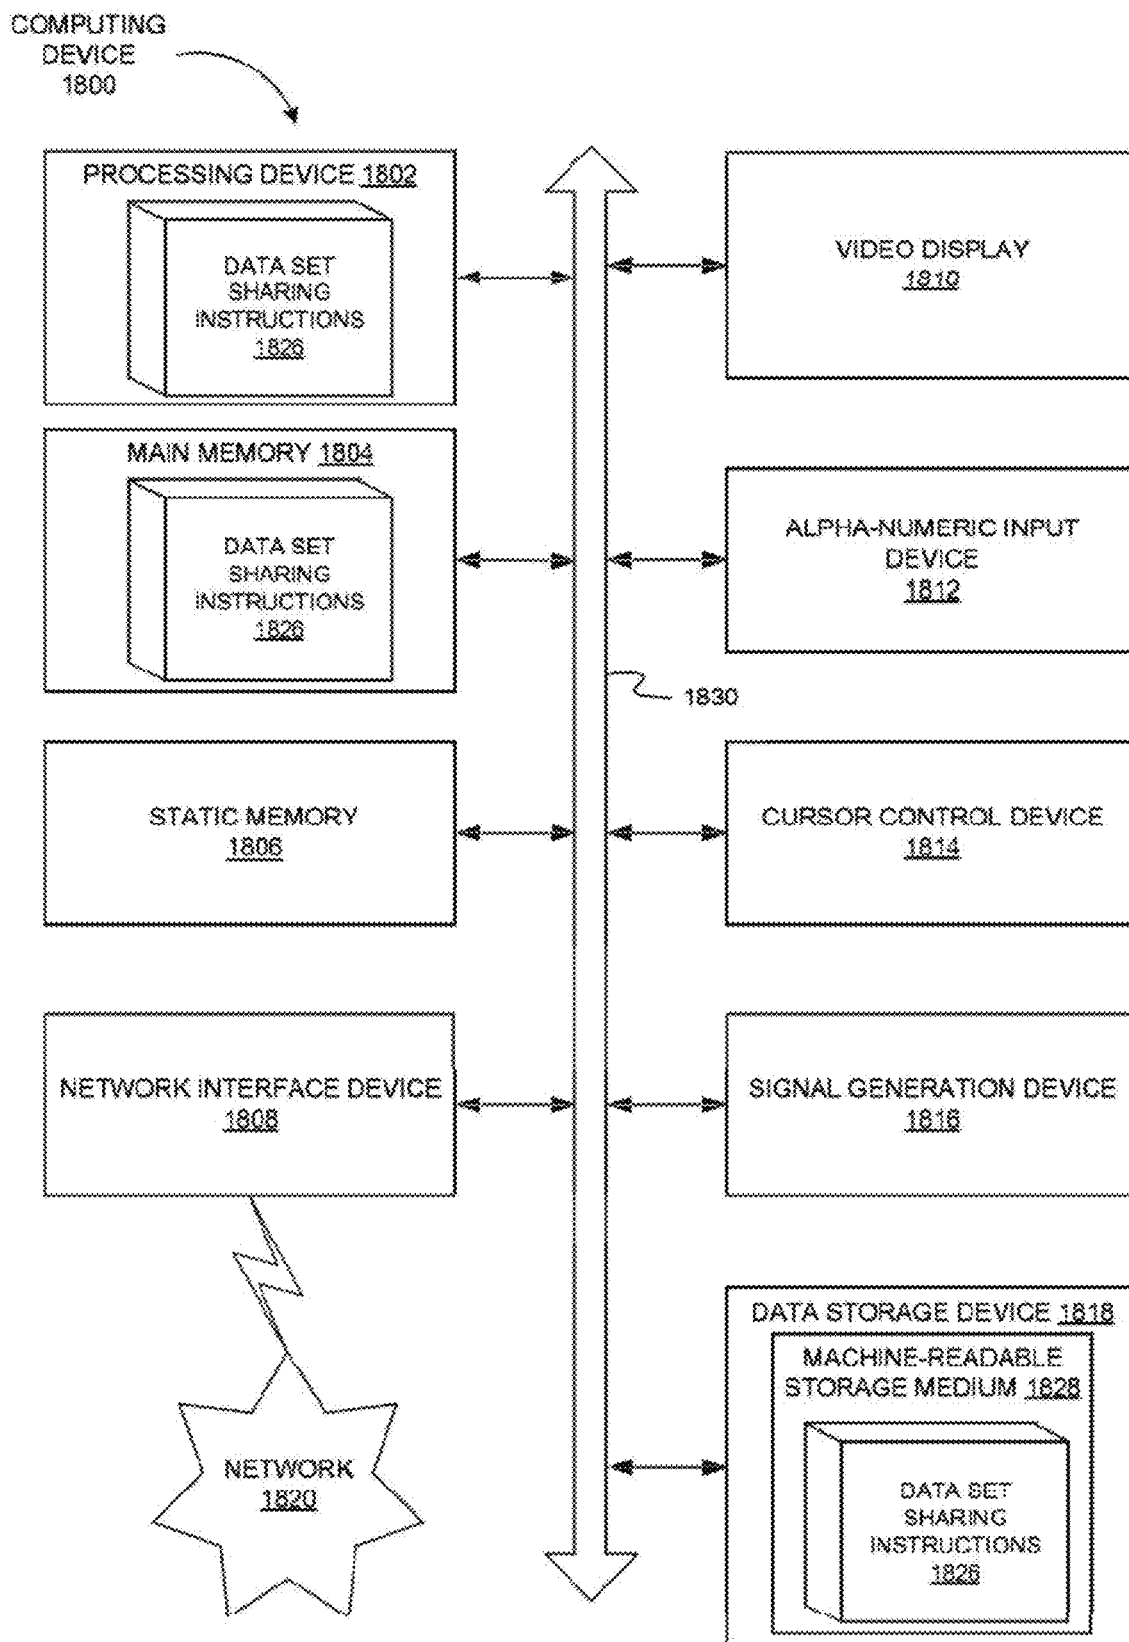 COMPUTING
DEVICE
1800
PROCESSING DEVICE 1802
DATA SET
SHARING
INSTRUCTIONS
1826
MAIN MEMORY 1804
DATA SET
SHARING
INSTRUCTIONS
1826
STATIC MEMORY
1806
NETWORK INTERFACE DEVICE
1808
NETWORK
1820
1830
VIDEO DISPLAY
1810
ALPHA-NUMERIC INPUT
DEVICE
1812
CURSOR CONTROL DEVICE
1814
SIGNAL GENERATION DEVICE
1816
DATA STORAGE DEVICE 1818
MACHINE-READABLE
STORAGE MEDIUM 1828
DATA SET
SHARING
INSTRUCTIONS
1826